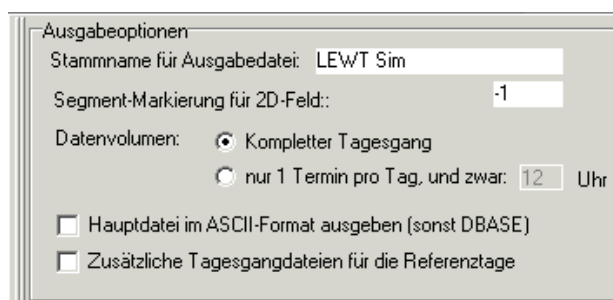 Ausgabeoptionen
Stammname für Ausgabedatei: LEWT Sim
Segment-Markierung für 2D-Feld:: -1
Datenvolumen: Kompletter Tagesgang
nur 1 Termin pro Tag, und zwar: 12 Uhr
Hauptdatei im ASCII-Format ausgeben (sonst DBASE)
Zusätzliche Tagesgangdateien für die Referenztage